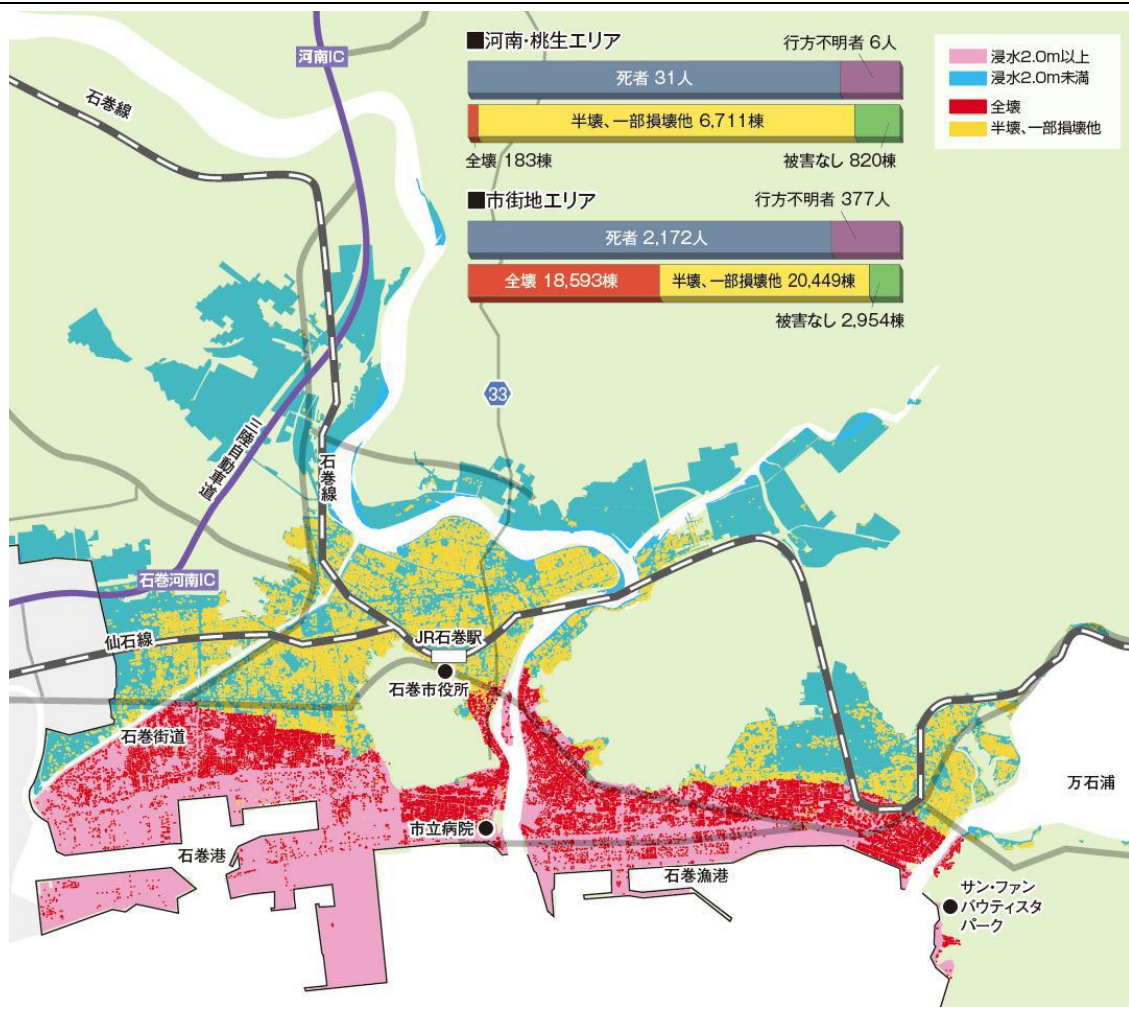 ■河南・桃生エリア
行方不明者 6人
死者 31人
半壊、一部損壊他 6,711棟
全壊 183棟
被害なし 820棟
■市街地エリア
行方不明者 377人
死者 2,172人
全壊 18,593棟
半壊、一部損壊他 20,449棟
被害なし 2,954棟
浸水2.0m以上
浸水2.0m未満
全壊
半壊、一部損壊他
河南IC
石巻線
33
三陸自動車道
石巻線
石巻河南IC
仙石線
JR石巻駅
石巻市役所
石巻街道
万石浦
市立病院
石巻港
石巻漁港
サン・ファン
バウティスタ
パーク